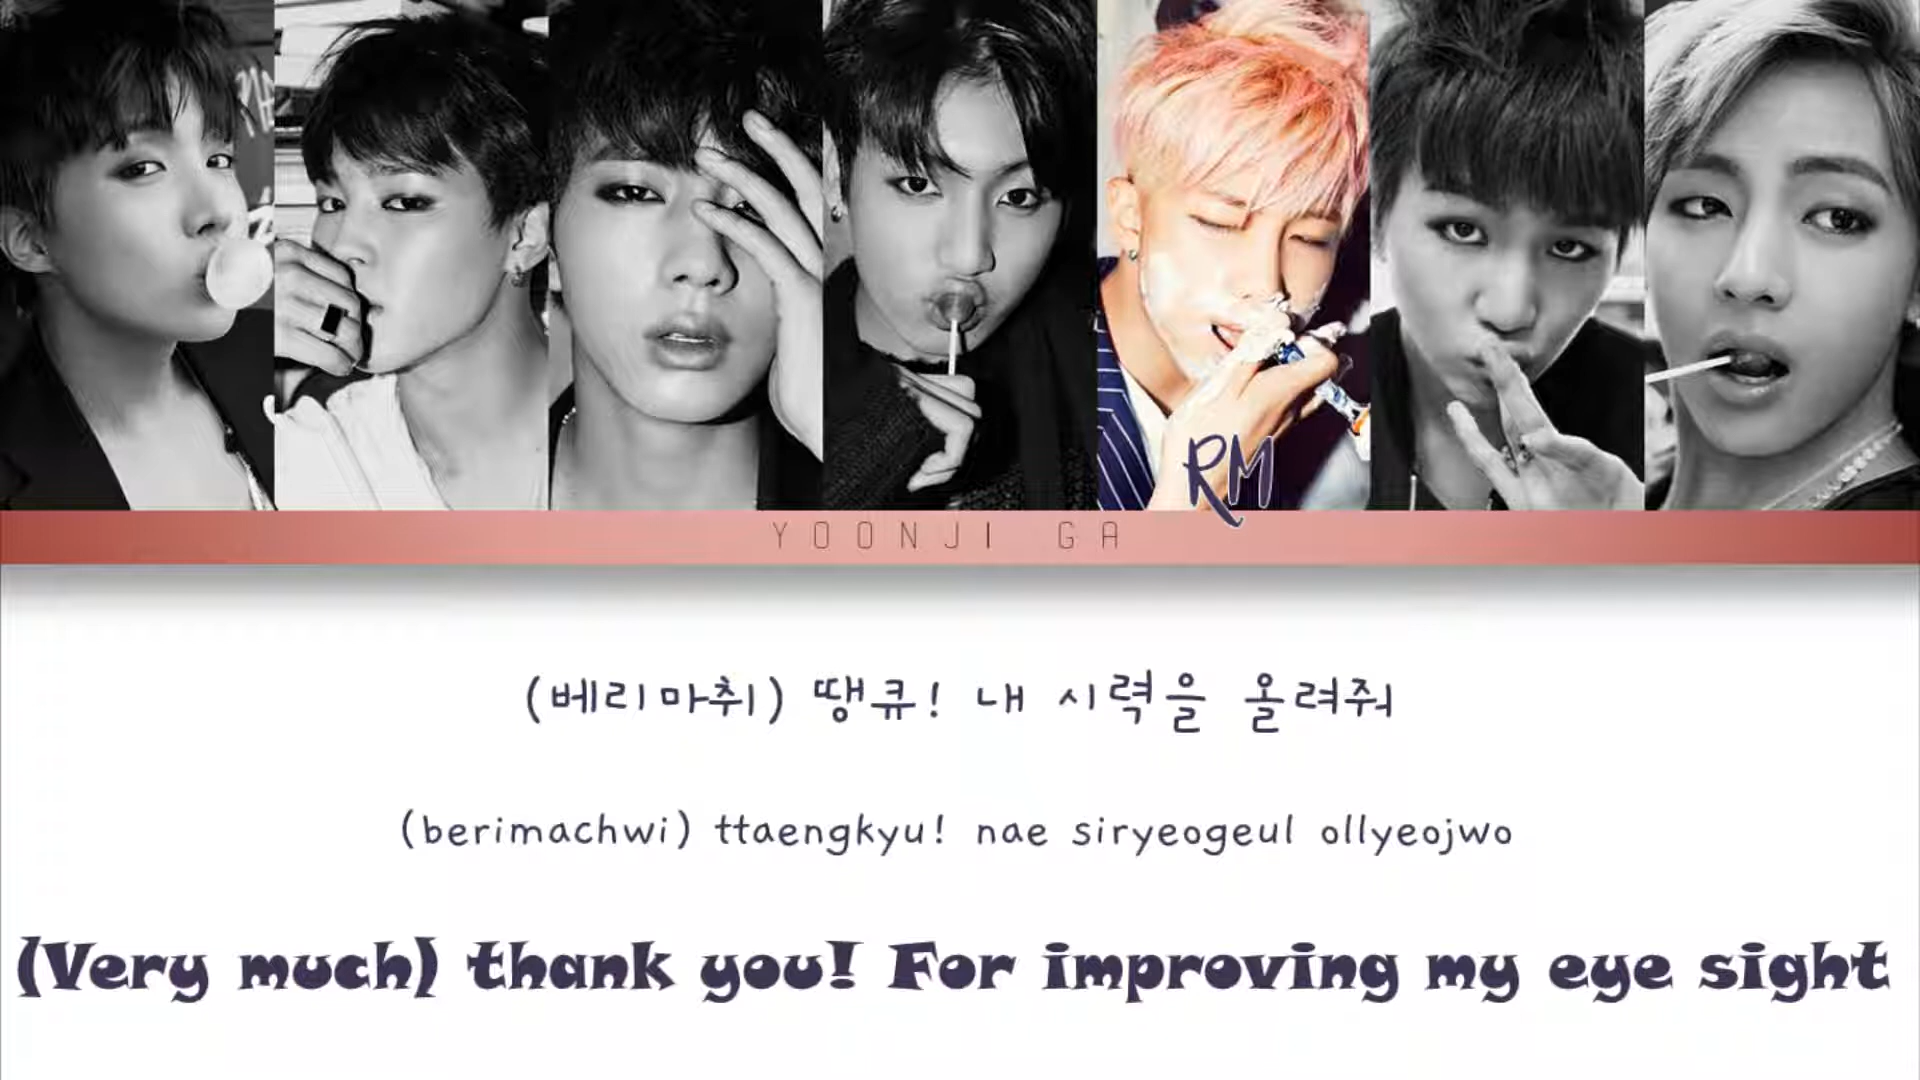 RM
YOONJI GA
(베리마취) 땡큐! 내 시력을 올려줘
(berimachwi) ttaengkyu! nae siryeogeul ollyeojwo
(Very much) thank you! For improving my eye sight